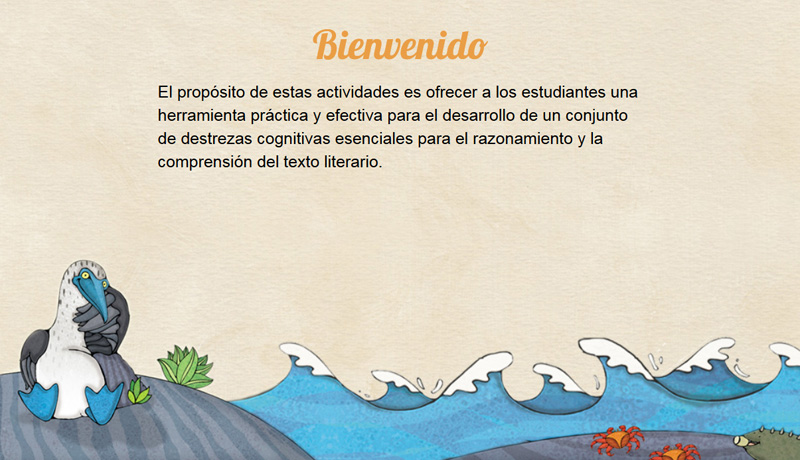 Bienvenido
El propósito de estas actividades es ofrecer a los estudiantes una
herramienta práctica y efectiva para el desarrollo de un conjunto
de destrezas cognitivas esenciales para el razonamiento y la
comprensión del texto literario.